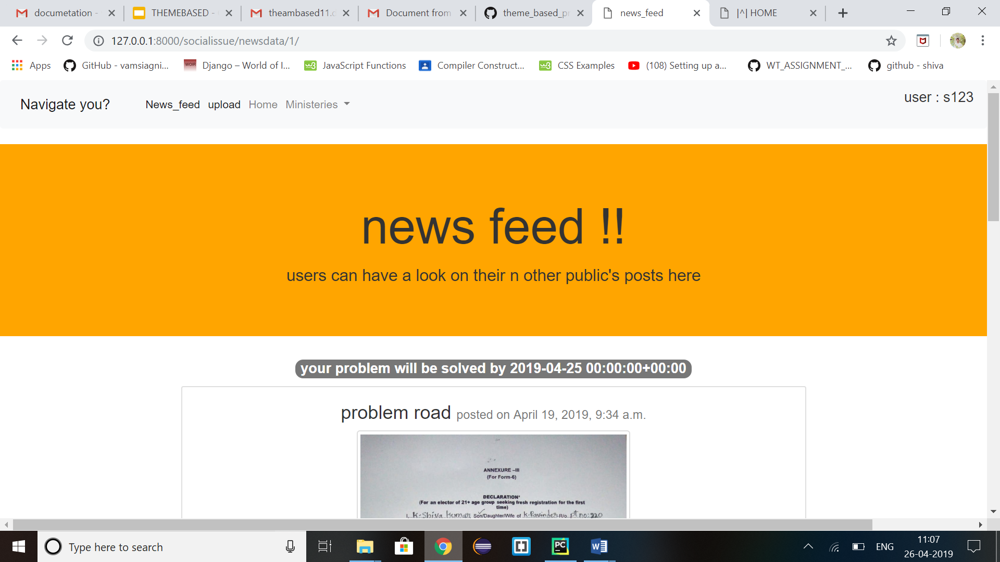 documetation -
THEMEBASED -
theambased11.c
Document from
theme_based_pr
news_feed
|^| HOME
127.0.0.1:8000/socialissue/newsdata/1/
Apps
GitHub - vamsiagni...
WOIR
Django – World of I...
JavaScript Functions
Compiler Construct...
CSS Examples
(108) Setting up a...
WT_ASSIGNMENT_...
github - shiva
Navigate you?
News_feed
upload
Home
Ministeries
user : s123
news feed !!
users can have a look on their n other public's posts here
your problem will be solved by 2019-04-25 00:00:00+00:00
problem road posted on April 19, 2019, 9:34 a.m.
ANNEXURE –III
(For Form-6)
DECLARATION'
(For an elector of 21+ age group seeking fresh registration for the first
time)
I, K. Shiva Kumar Son/Daughter/Wife of K. Ravinder R/o pt no: 220
Type here to search
ENG
11:07
26-04-2019